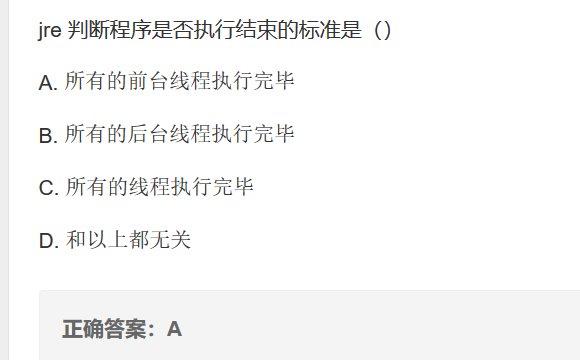 jre 判断程序是否执行结束的标准是（）
A. 所有的前台线程执行完毕
B. 所有的后台线程执行完毕
C. 所有的线程执行完毕
D. 和以上都无关
正确答案：A